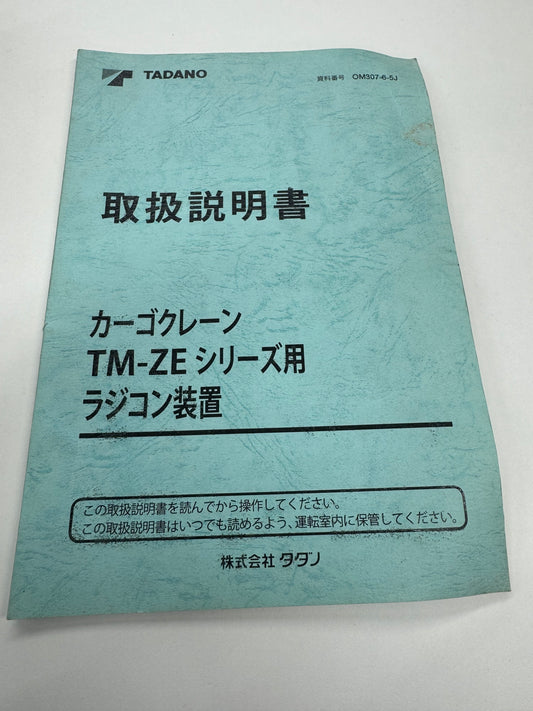 TADANO
資料番号 OM307-6-5J
取扱説明書
カーゴクレーン
TM-ZE シリーズ用
ラジコン装置
この取扱説明書を読んでから操作してください。
この取扱説明書はいつでも読めるよう、運転室内に保管してください。
株式会社 タダノ